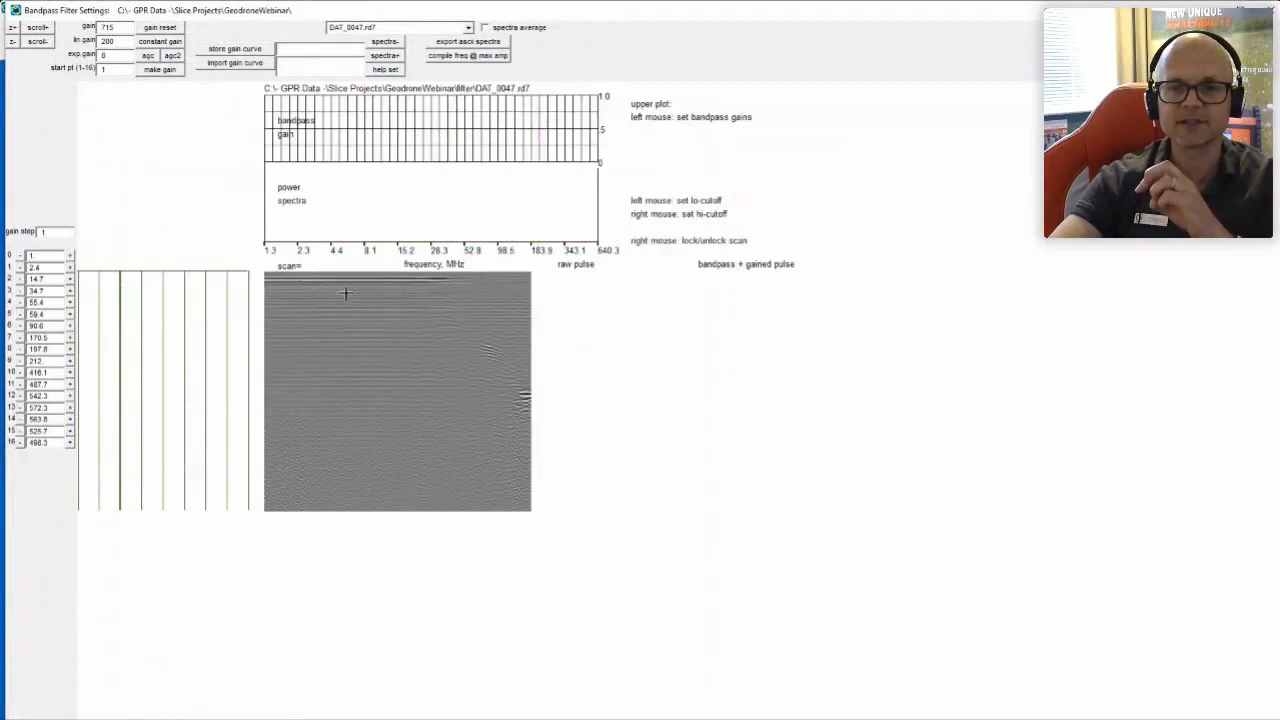 Bandpass Filter Settings: C:\- GPR Data -\Slice Projects\GeodroneWebinar\
z+ scroll+ gain 715 gain reset DAT_0047.rd7 spectra average
scroll- lin gain 200 constant gain spectra- compile ascii spectra
exp gain 0 agc agc2 store gain curve spectra+ compile freq @ max amp
start pt (1-16) make gain import gain curve help set
DAT_0047.rd7
1.0
bandpass
gain
.5
0
upper plot:
left mouse: set bandpass gains
power
spectra
left mouse: set lo-cutoff
right mouse: set hi-cutoff
right mouse lock/unlock scan
1.3 2.3 4.4 8.1 15.2 28.3 52.8 98.5 183.9 343.1 640.3
scan= frequency, MHz raw pulse bandpass + gained pulse
gain step 1
0 - 1. +
1 - 2.4 +
2 - 14.7 +
3 - 34.7 +
4 - 55.4 +
5 - 59.4 +
6 - 90.6 +
7 - 170.5 +
8 - 197.8 +
9 - 212. +
10 - 416.1 +
11 - 487.7 +
12 - 542.3 +
13 - 572.3 +
14 - 563.8 +
15 - 525.7 +
16 - 498.3 +
NEW UNIQUE
SCALEABILITY